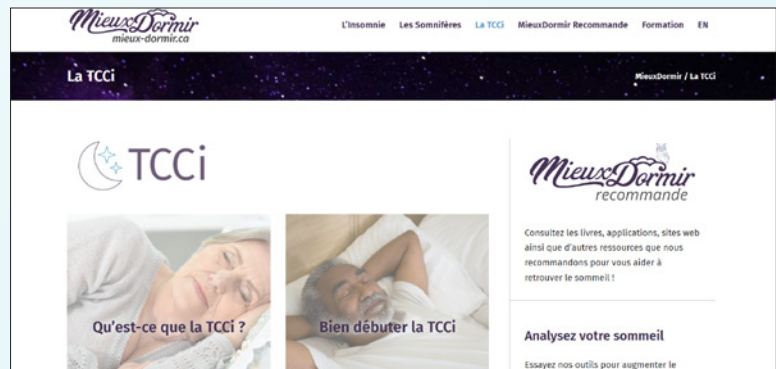 MieuxDormir
mieux-dormir.ca
L'Insomnie Les Somnifères La TCCi MieuxDormir Recommande Formation EN
La TCCi
MieuxDormir / La TCCi
TCCi
Qu'est-ce que la TCCi ?
Bien débuter la TCCi
MieuxDormir
recommande
Consultez les livres, applications, sites web
ainsi que d'autres ressources que nous
recommandons pour vous aider à
retrouver le sommeil !
Analysez votre sommeil
Essayez nos outils pour augmenter le